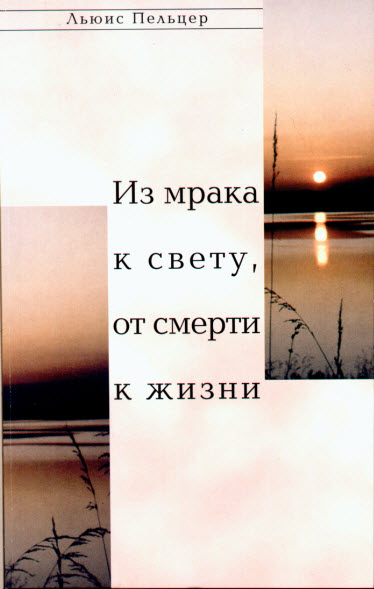 Льюис Пельцер
Из мрака
к свету,
от смерти
к жизни